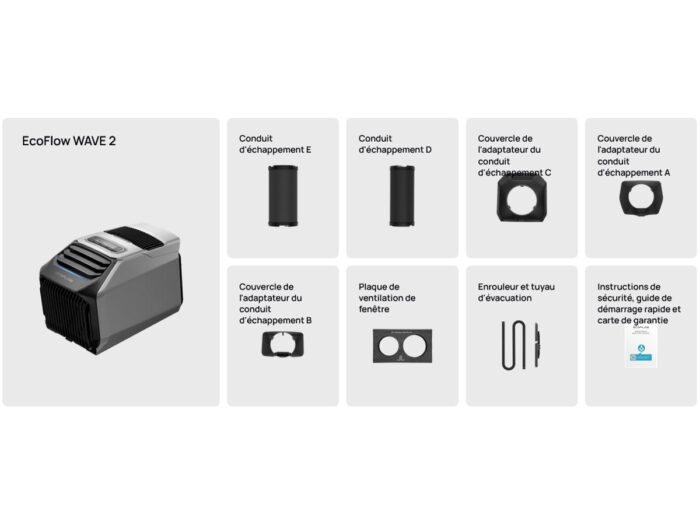 EcoFlow WAVE 2
Conduit
d'échappement E
Conduit
d'échappement D
Couvercle de
l'adaptateur du
conduit
d'échappement C
Couvercle de
l'adaptateur du
conduit
d'échappement A
Couvercle de
l'adaptateur du
conduit
d'échappement B
Plaque de
ventilation de
fenêtre
Enrouleur et tuyau
d'évacuation
Instructions de
sécurité, guide de
démarrage rapide et
carte de garantie
ECOFLOW